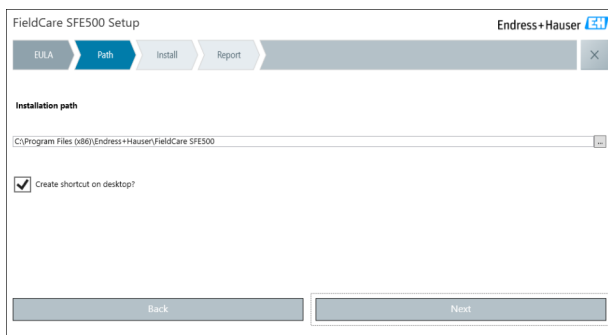 FieldCare SFE500 Setup
Endress+Hauser EH
EULA Path Install Report
Installation path
C:\Program Files (x86)\Endress+Hauser\FieldCare SFE500
...
Create shortcut on desktop?
Back Next